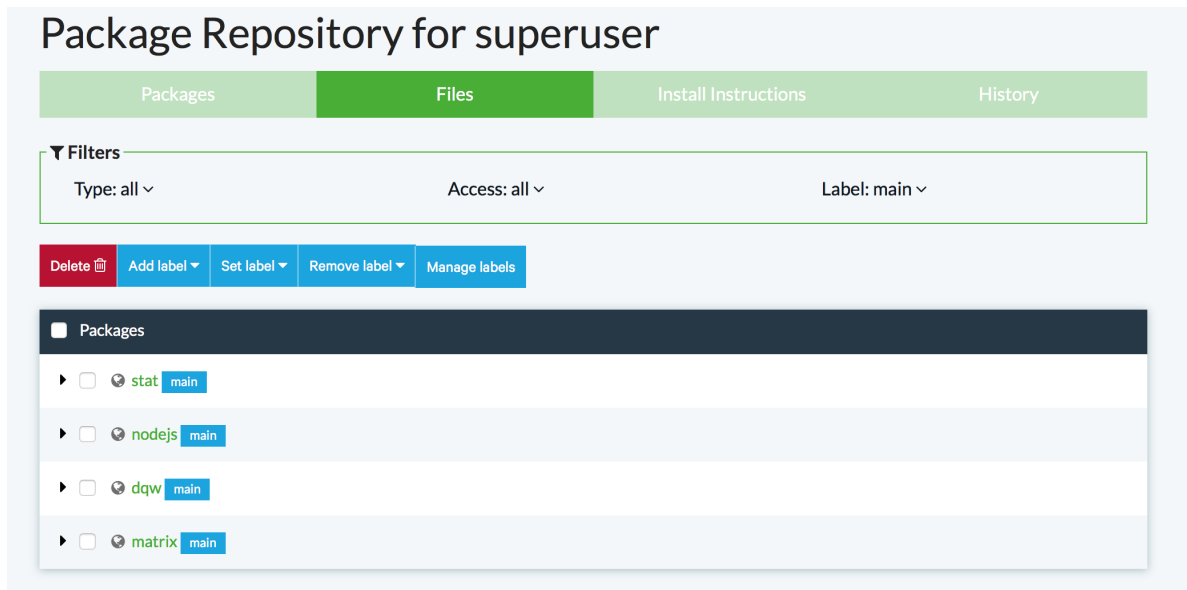 Package Repository for superuser
Packages Files Install Instructions History
Filters
Type: all Access: all Label: main
Delete Add label Set label Remove label Manage labels
Packages
stat main
nodejs main
dqw main
matrix main